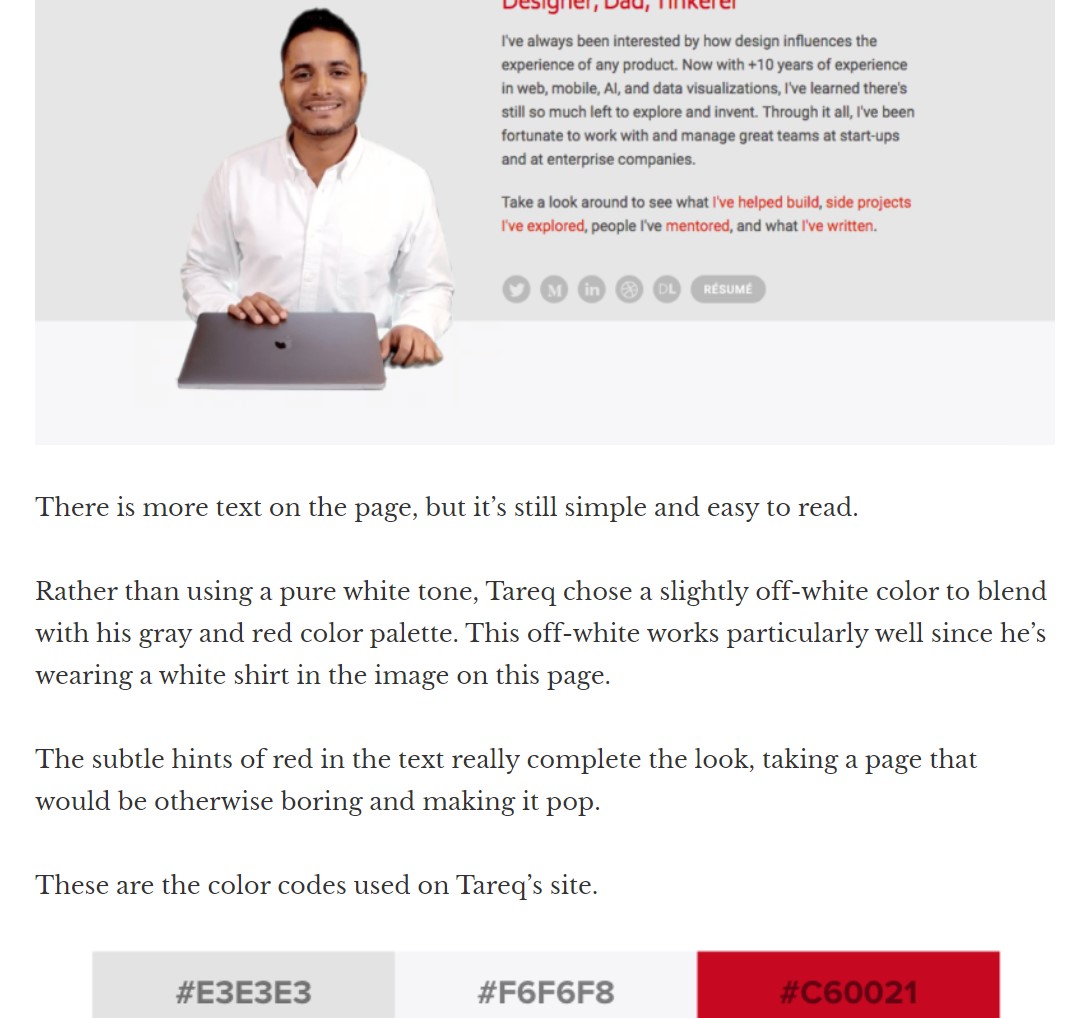 Designer, Dad, Tinkerer
I've always been interested by how design influences the
experience of any product. Now with +10 years of experience
in web, mobile, AI, and data visualizations, I've learned there's
still so much left to explore and invent. Through it all, I've been
fortunate to work with and manage great teams at start-ups
and at enterprise companies.
Take a look around to see what I've helped build, side projects
I've explored, people I've mentored, and what I've written.
DL RÉSUMÉ
There is more text on the page, but it’s still simple and easy to read.
Rather than using a pure white tone, Tareq chose a slightly off-white color to blend
with his gray and red color palette. This off-white works particularly well since he’s
wearing a white shirt in the image on this page.
The subtle hints of red in the text really complete the look, taking a page that
would be otherwise boring and making it pop.
These are the color codes used on Tareq’s site.
#E3E3E3 #F6F6F8 #C60021